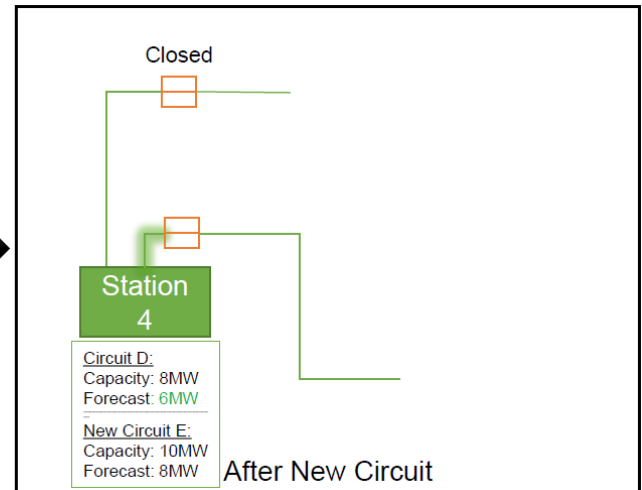 Closed
Station
4
Circuit D:
Capacity: 8MW
Forecast: 6MW
New Circuit E:
Capacity: 10MW
Forecast: 8MW
After New Circuit